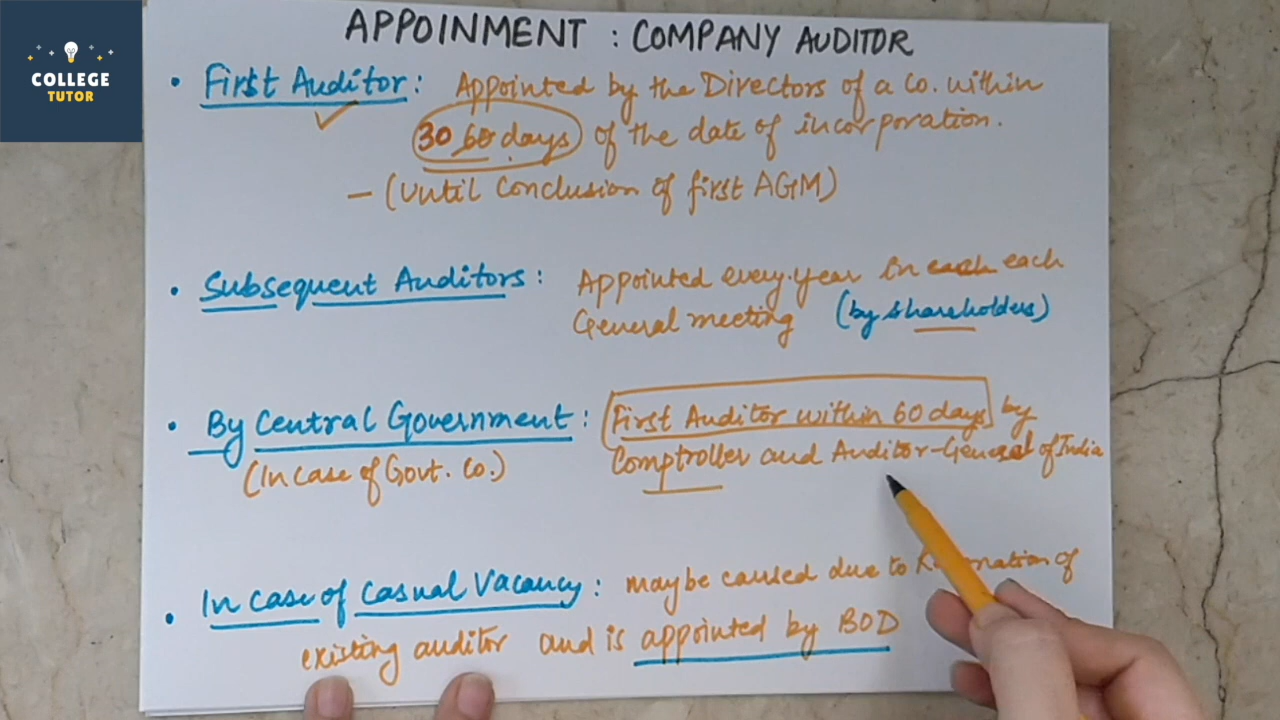 COLLEGE
TUTOR
APPOINMENT : COMPANY AUDITOR
• First Auditor : Appointed by the Directors of a Co. within
30 60 days of the date of incorporation.
– (Until Conclusion of first AGM)
• Subsequent Auditors : Appointed every year in each each
General meeting (by shareholders)
• By Central Government : First Auditor within 60 days by
(In case of Govt. Co.) Comptroller and Auditor-General of India
• In case of Casual Vacancy : may be caused due to of
existing auditor and is appointed by BOD